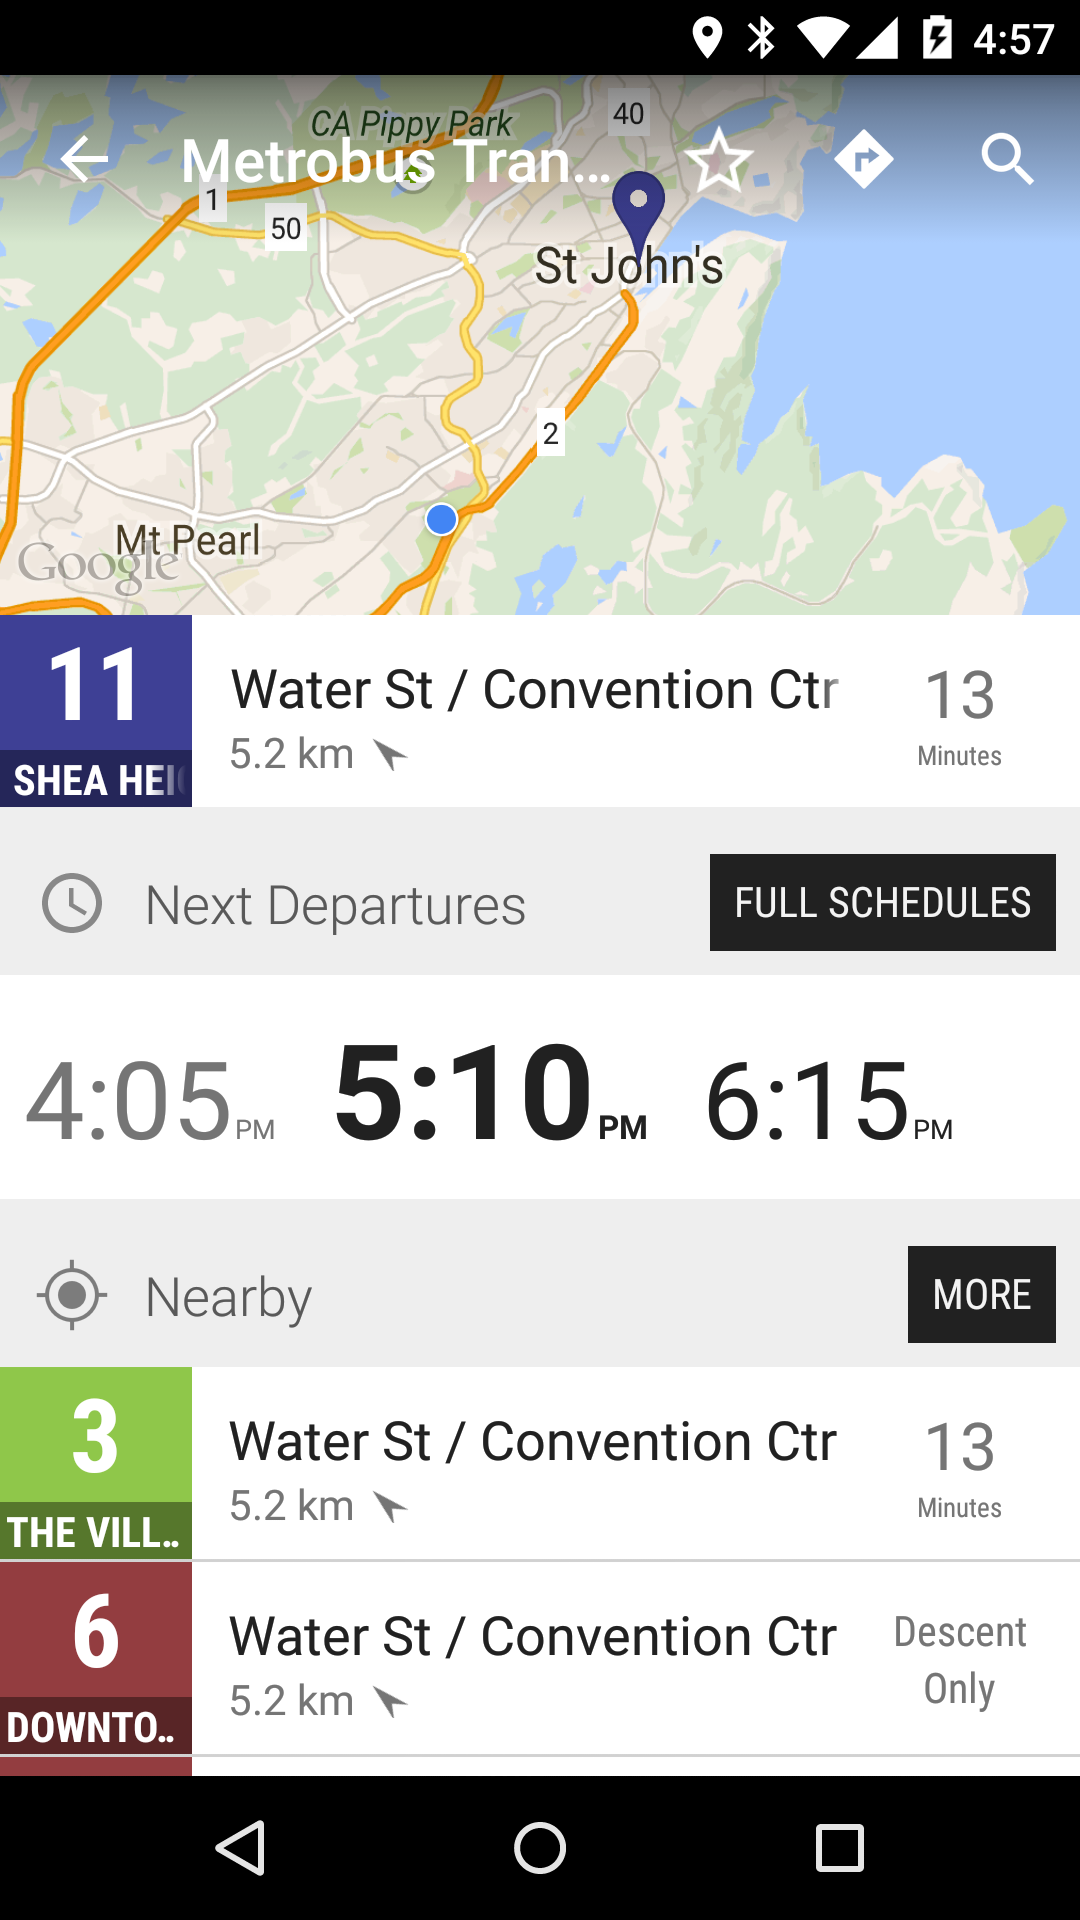 4:57
CA Pippy Park
40
Metrobus Tran...
1
50
St John's
2
Mt Pearl
Google
11
Water St / Convention Ctr
13
5.2 km
Minutes
SHEA HEI
Next Departures
FULL SCHEDULES
4:05 PM
5:10 PM
6:15 PM
Nearby
MORE
3
Water St / Convention Ctr
13
5.2 km
Minutes
THE VILL...
6
Water St / Convention Ctr
Descent
Only
5.2 km
DOWNTO...